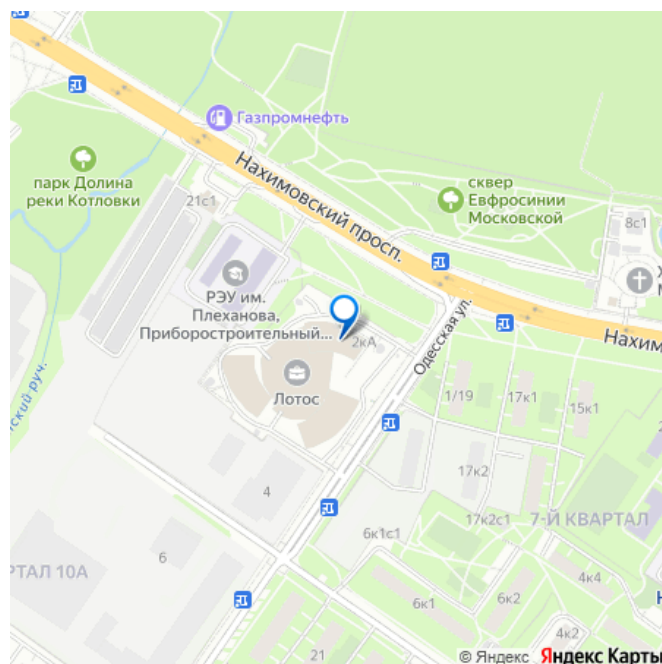 Газпромнефть
Нахимовский просп.
парк Долина
реки Котловки
сквер
Евфросинии
Московской
21с1
8с1
РЭУ им.
Плеханова,
Приборостроительный...
2кА
Лотос
Одесская ул.
1/19
17к1
15к1
17к2
17к2с1
7-Й КВАРТАЛ
4
6
6к1с1
6к1
6к2
4к4
4к2
21
© Яндекс Яндекс Карты